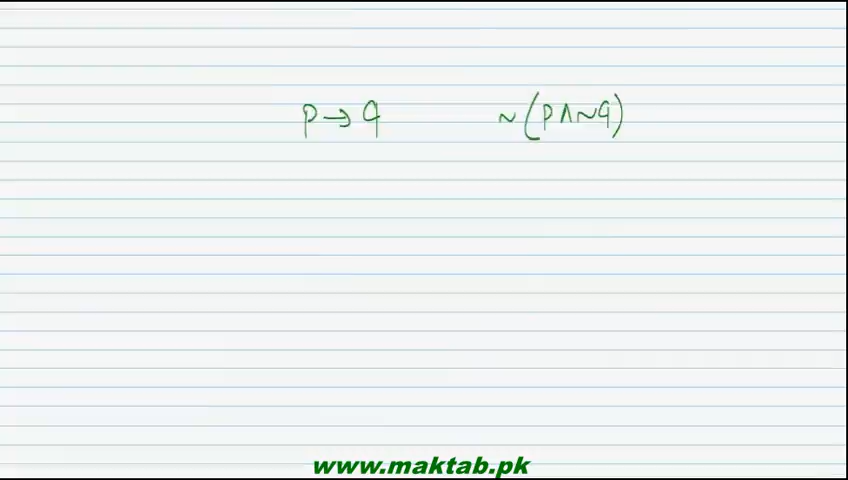 p → q ~(p ∧ ~q)
www.maktab.pk